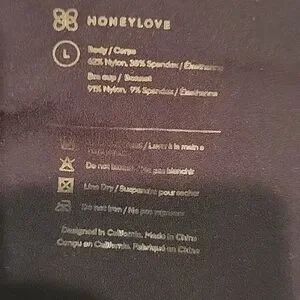 HONEYLOVE
L
Body / Corps
62% Nylon, 38% Spandex / Élasthanne
Bra cup / Bonnet
91% Nylon, 9% Spandex / Élasthanne
/ Laver à la main à
Do not bleach / Ne pas blanchir
Line Dry / Suspendre pour sécher
Do not iron / Ne pas repasser
Designed in California. Made in China
Conçu en Californie. Fabriqué en Chine